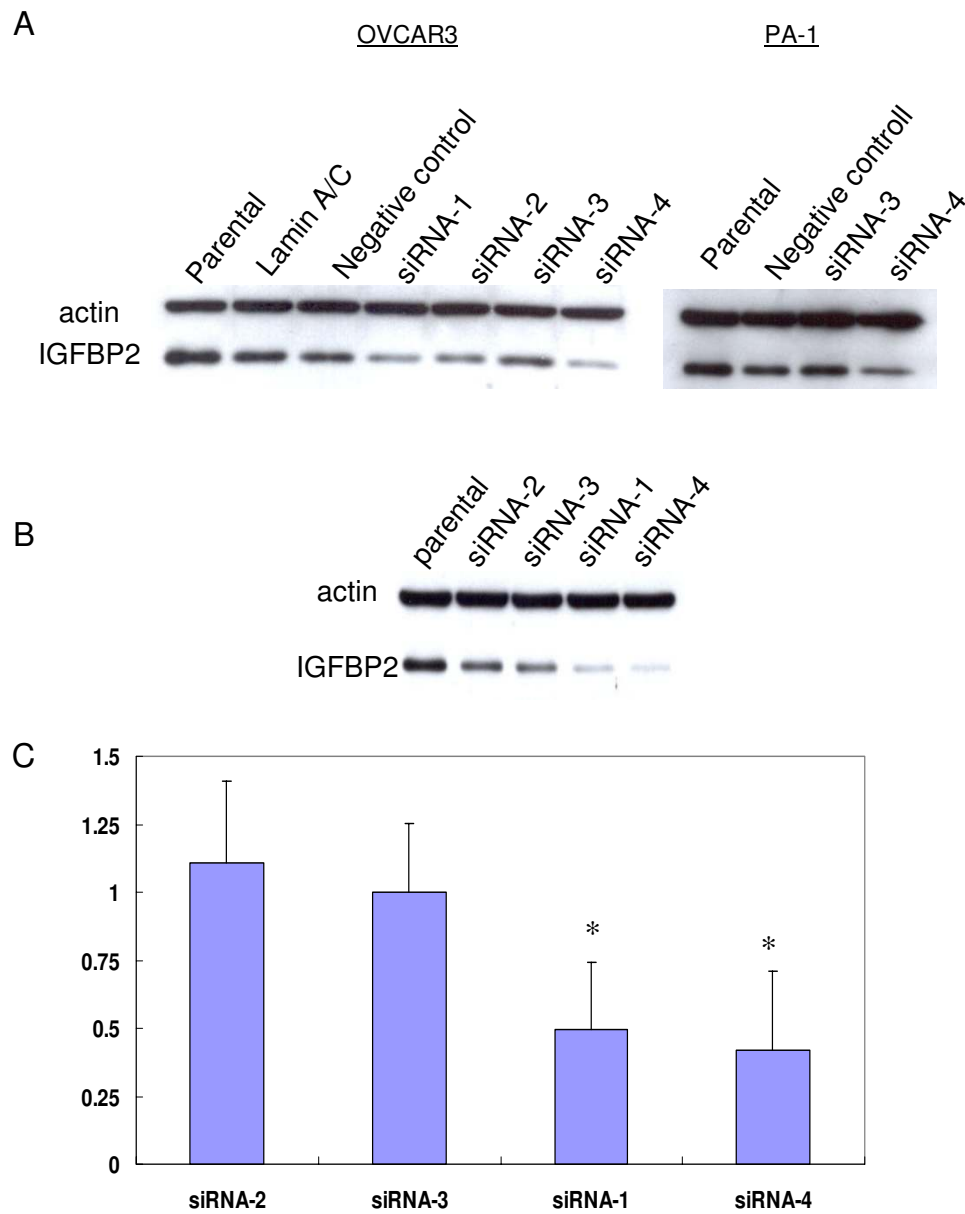 A
OVCAR3
PA-1
Parental
Lamin A/C
Negative control
siRNA-1
siRNA-2
siRNA-3
siRNA-4
Parental
Negative controll
siRNA-3
siRNA-4
actin
IGFBP2
B
parental
siRNA-2
siRNA-3
siRNA-1
siRNA-4
actin
IGFBP2
C
1.5
1.25
1
0.75
0.5
0.25
0
*
*
siRNA-2
siRNA-3
siRNA-1
siRNA-4